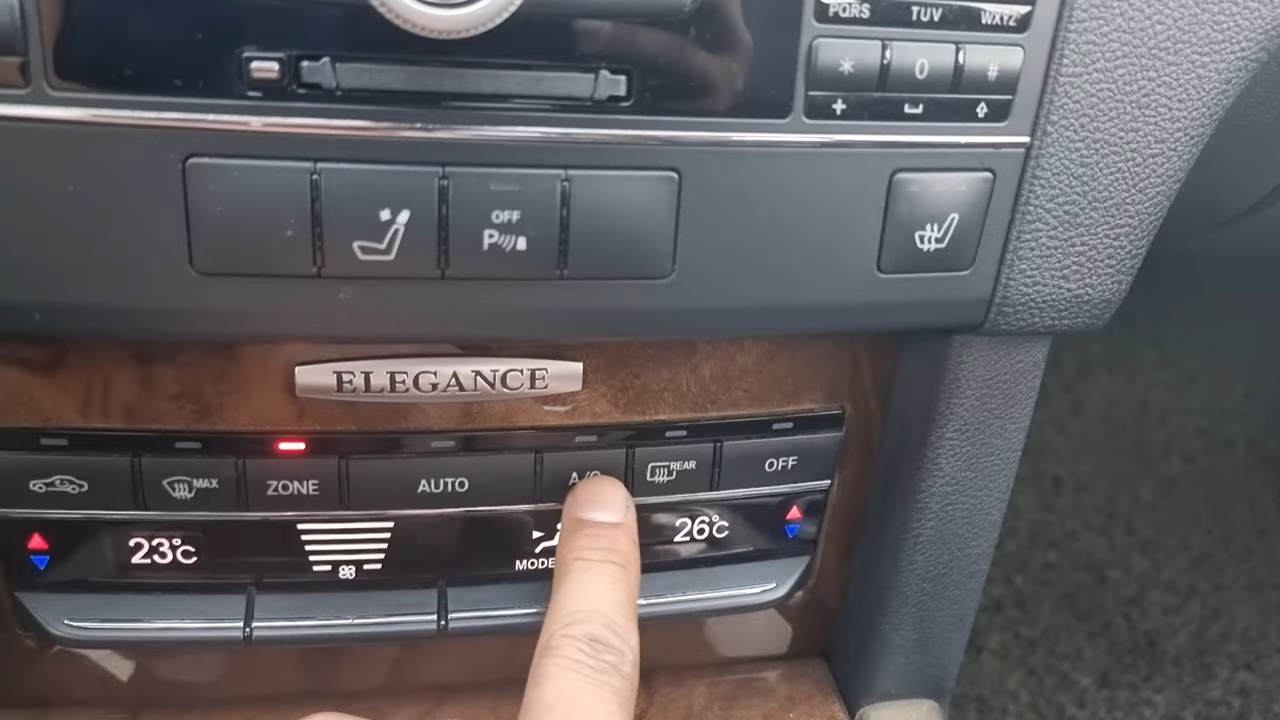 PQRS TUV WXYZ
* 0 #
+
OFF
P
ELEGANCE
MAX ZONE AUTO A/C REAR OFF
23°C 26°C
MODE